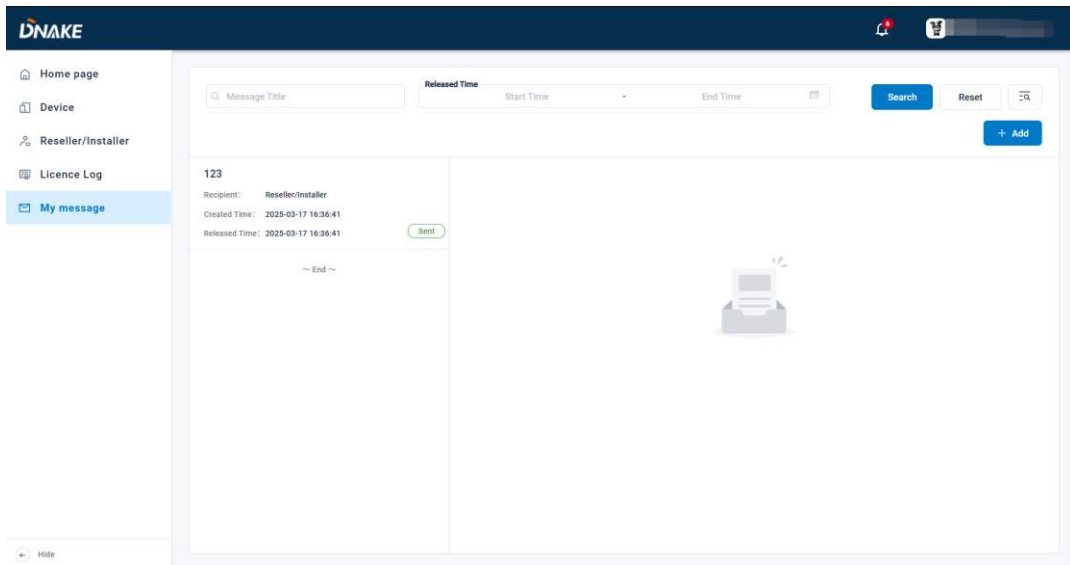 DNAKE
6
Home page
Device
Reseller/Installer
Licence Log
My message
Hide
Message Title
Released Time
Start Time - End Time
Search
Reset
+ Add
123
Recipient: Reseller/Installer
Created Time: 2025-03-17 16:36:41
Released Time: 2025-03-17 16:36:41
Sent
~ End ~